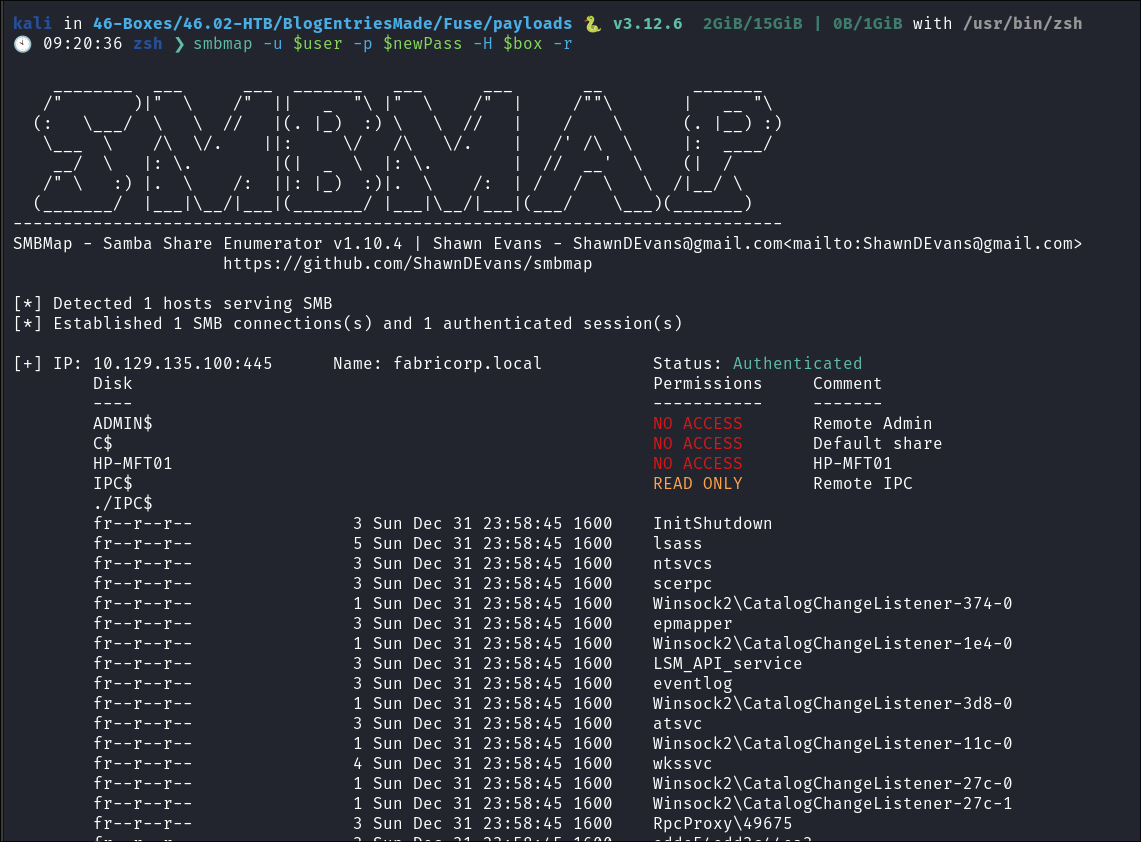 kali in 46-Boxes/46.02-HTB/BlogEntriesMade/Fuse/payloads 🐍 v3.12.6  2GiB/15GiB | 0B/1GiB with /usr/bin/zsh
🕙 09:20:36 zsh ❯ smbmap -u $user -p $newPass -H $box -r
SMBMAP
-----------------------------------------------------------------------------
SMBMap - Samba Share Enumerator v1.10.4 | Shawn Evans - ShawnDEvans@gmail.com<mailto:ShawnDEvans@gmail.com>
https://github.com/ShawnDEvans/smbmap
[*] Detected 1 hosts serving SMB
[*] Established 1 SMB connections(s) and 1 authenticated session(s)
[+] IP: 10.129.135.100:445      Name: fabricorp.local           Status: Authenticated
Disk                                                    Permissions     Comment
----                                                    -----------     -------
ADMIN$                                                  NO ACCESS       Remote Admin
C$                                                      NO ACCESS       Default share
HP-MFT01                                                NO ACCESS       HP-MFT01
IPC$                                                    READ ONLY       Remote IPC
./IPC$
fr--r--r--                3 Sun Dec 31 23:58:45 1600    InitShutdown
fr--r--r--                5 Sun Dec 31 23:58:45 1600    lsass
fr--r--r--                3 Sun Dec 31 23:58:45 1600    ntsvcs
fr--r--r--                3 Sun Dec 31 23:58:45 1600    scerpc
fr--r--r--                1 Sun Dec 31 23:58:45 1600    Winsock2\CatalogChangeListener-374-0
fr--r--r--                3 Sun Dec 31 23:58:45 1600    epmapper
fr--r--r--                1 Sun Dec 31 23:58:45 1600    Winsock2\CatalogChangeListener-1e4-0
fr--r--r--                3 Sun Dec 31 23:58:45 1600    LSM_API_service
fr--r--r--                3 Sun Dec 31 23:58:45 1600    eventlog
fr--r--r--                1 Sun Dec 31 23:58:45 1600    Winsock2\CatalogChangeListener-3d8-0
fr--r--r--                3 Sun Dec 31 23:58:45 1600    atsvc
fr--r--r--                1 Sun Dec 31 23:58:45 1600    Winsock2\CatalogChangeListener-11c-0
fr--r--r--                4 Sun Dec 31 23:58:45 1600    wkssvc
fr--r--r--                1 Sun Dec 31 23:58:45 1600    Winsock2\CatalogChangeListener-27c-0
fr--r--r--                1 Sun Dec 31 23:58:45 1600    Winsock2\CatalogChangeListener-27c-1
fr--r--r--                3 Sun Dec 31 23:58:45 1600    RpcProxy\49675